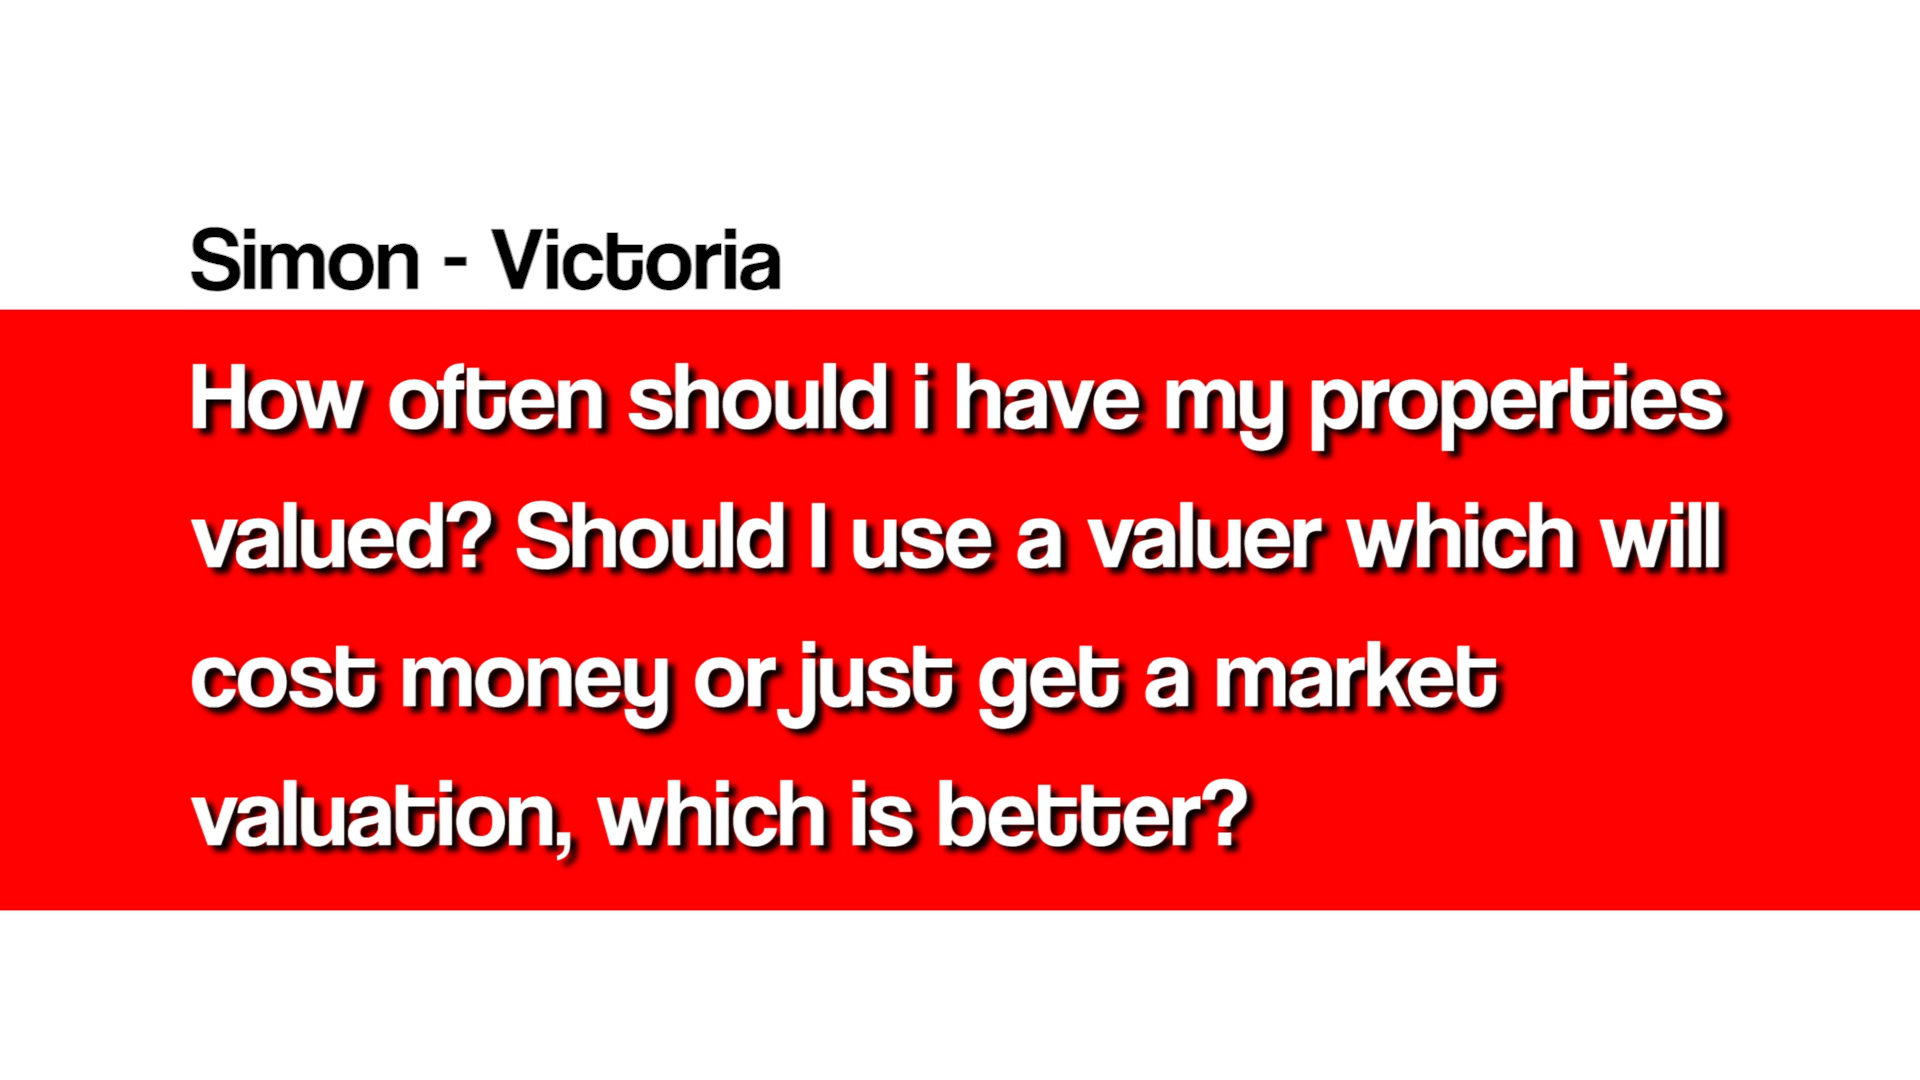 Simon - Victoria
How often should i have my properties
valued? Should I use a valuer which will
cost money or just get a market
valuation, which is better?